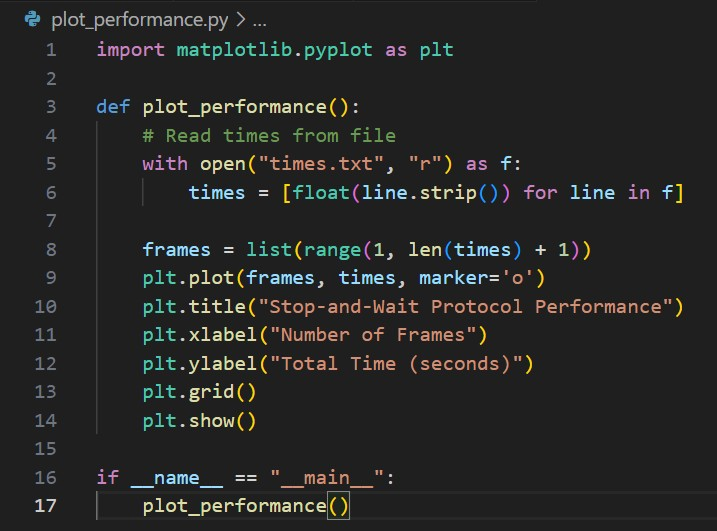 plot_performance.py > ...
1 import matplotlib.pyplot as plt
2
3 def plot_performance():
4     # Read times from file
5     with open("times.txt", "r") as f:
6         times = [float(line.strip()) for line in f]
7
8     frames = list(range(1, len(times) + 1))
9     plt.plot(frames, times, marker='o')
10     plt.title("Stop-and-Wait Protocol Performance")
11     plt.xlabel("Number of Frames")
12     plt.ylabel("Total Time (seconds)")
13     plt.grid()
14     plt.show()
15
16 if __name__ == "__main__":
17     plot_performance()